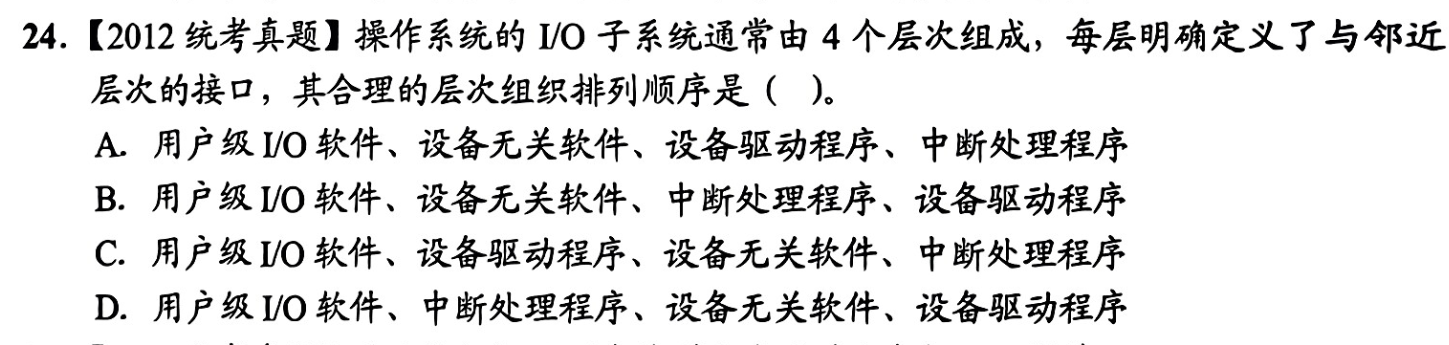 24.【2012 统考真题】操作系统的 I/O 子系统通常由 4 个层次组成，每层明确定义了与邻近
层次的接口，其合理的层次组织排列顺序是（　）。
A. 用户级 I/O 软件、设备无关软件、设备驱动程序、中断处理程序
B. 用户级 I/O 软件、设备无关软件、中断处理程序、设备驱动程序
C. 用户级 I/O 软件、设备驱动程序、设备无关软件、中断处理程序
D. 用户级 I/O 软件、中断处理程序、设备无关软件、设备驱动程序